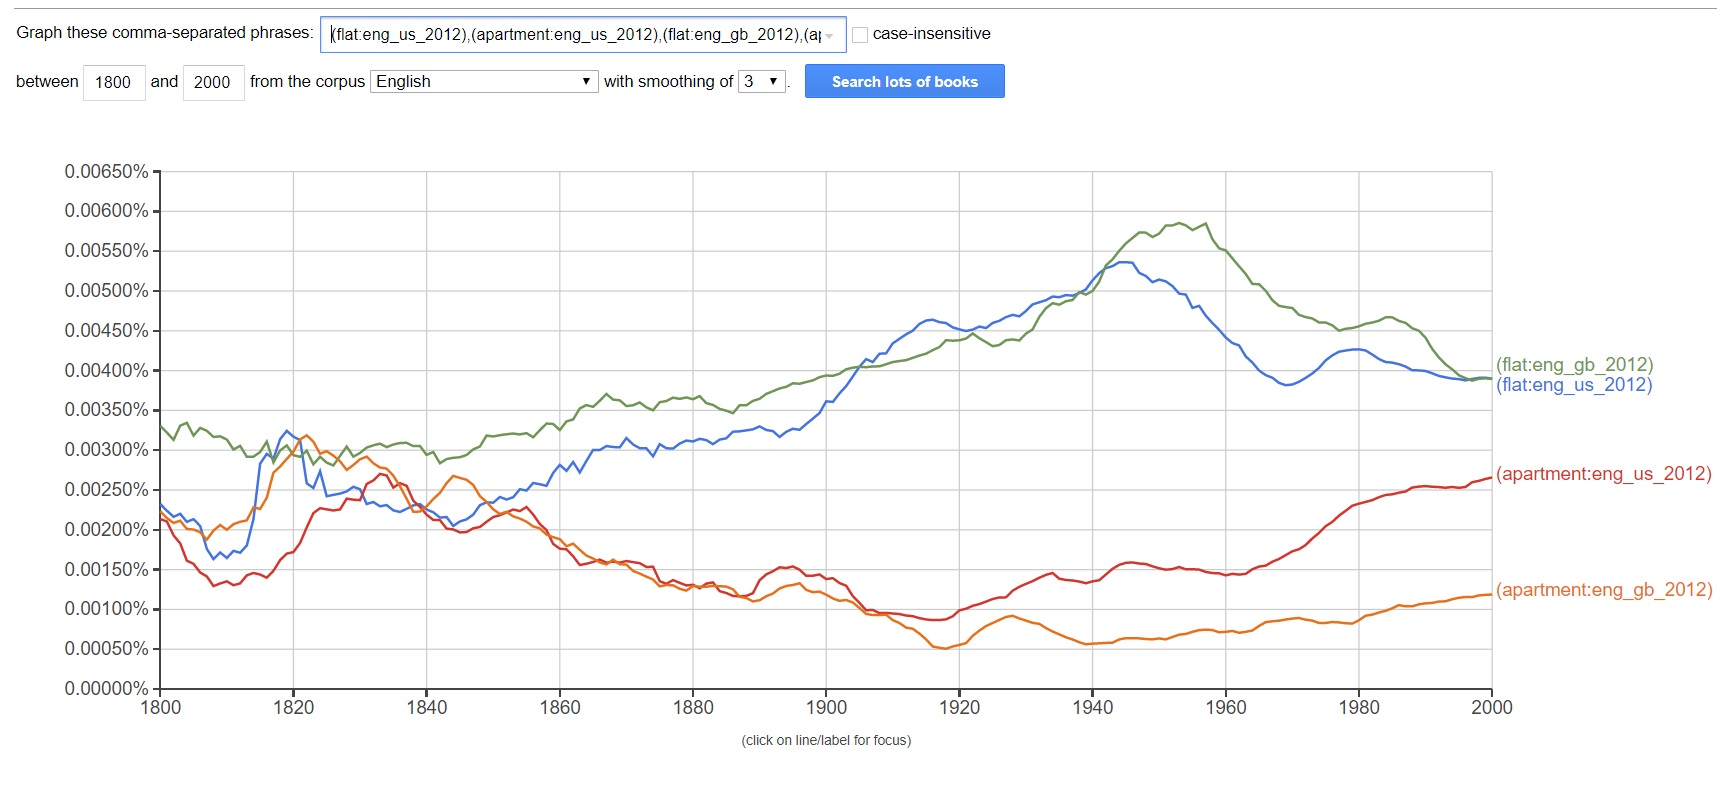 Graph these comma-separated phrases: (flat:eng_us_2012),(apartment:eng_us_2012),(flat:eng_gb_2012),(a case-insensitive
between 1800 and 2000 from the corpus English with smoothing of 3 . Search lots of books
0.00650%
0.00600%
0.00550%
0.00500%
0.00450%
0.00400%
0.00350%
0.00300%
0.00250%
0.00200%
0.00150%
0.00100%
0.00050%
0.00000%
(flat:eng_gb_2012)
(flat:eng_us_2012)
(apartment:eng_us_2012)
(apartment:eng_gb_2012)
1800 1820 1840 1860 1880 1900 1920 1940 1960 1980 2000
(click on line/label for focus)